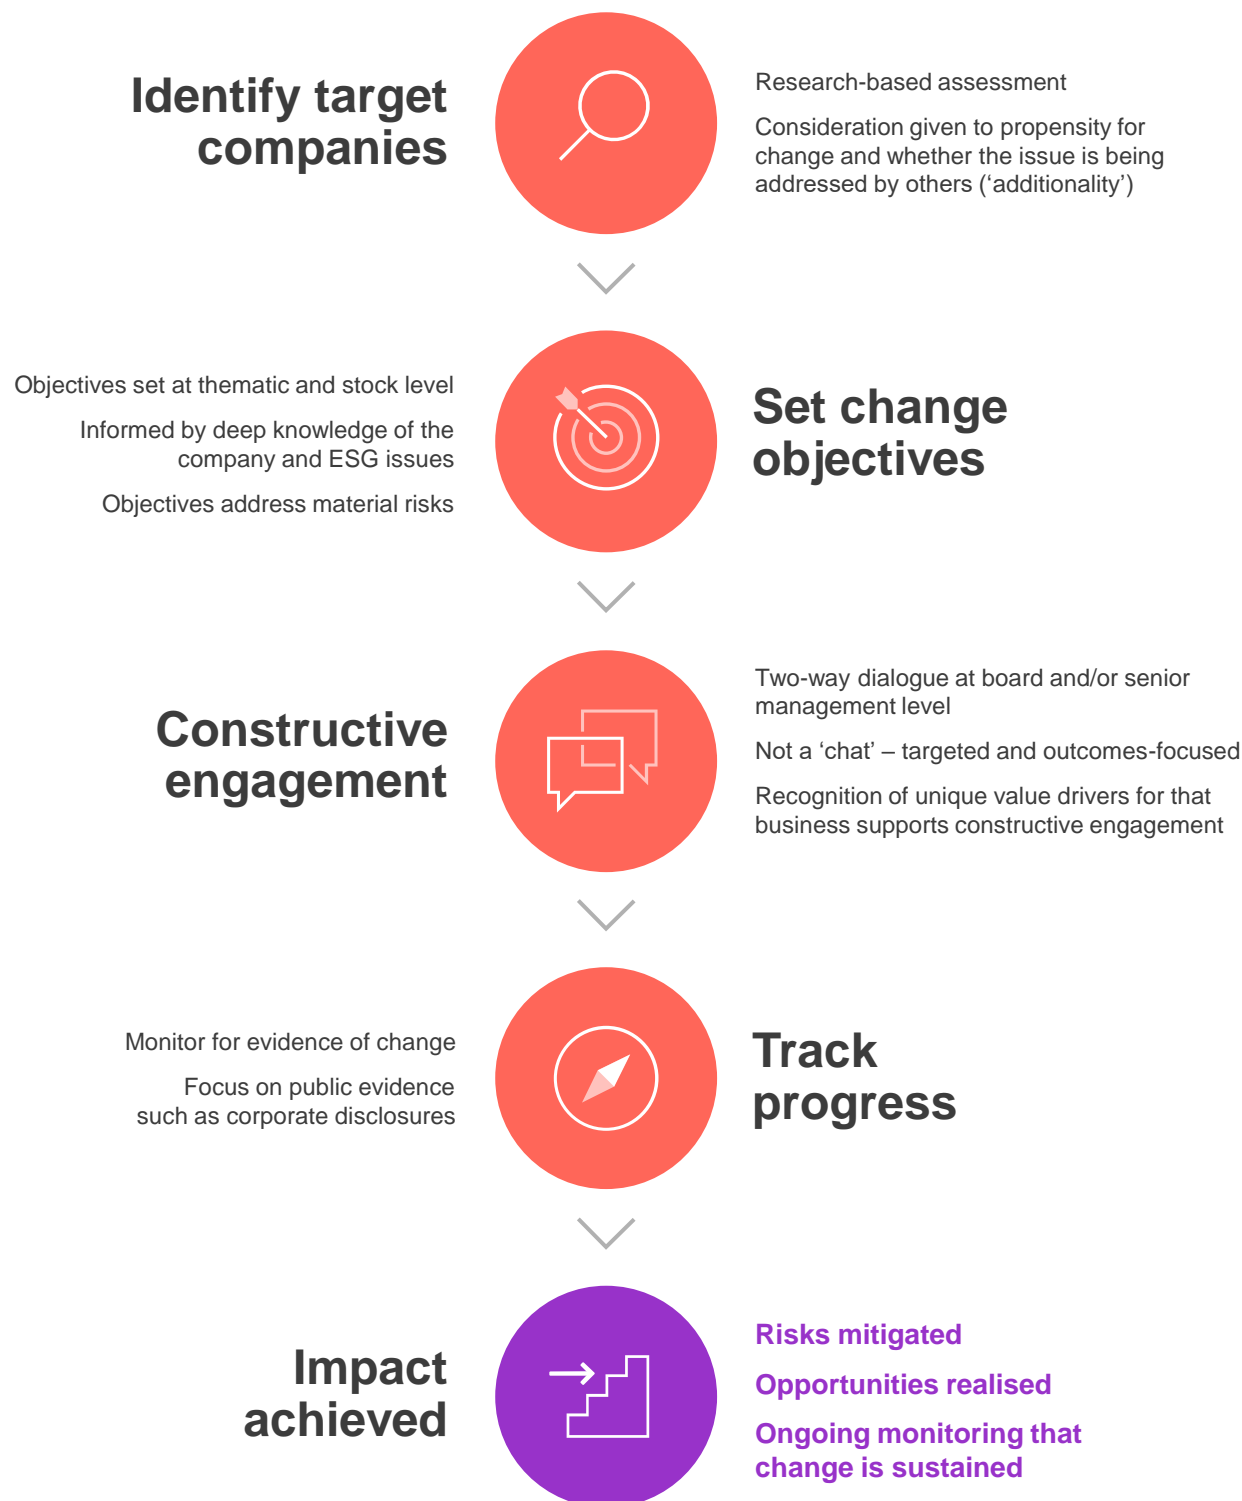 Identify target
companies
Research-based assessment
Consideration given to propensity for
change and whether the issue is being
addressed by others (‘additionality’)
Objectives set at thematic and stock level
Informed by deep knowledge of the
company and ESG issues
Objectives address material risks
Set change
objectives
Constructive
engagement
Two-way dialogue at board and/or senior
management level
Not a ‘chat’ – targeted and outcomes-focused
Recognition of unique value drivers for that
business supports constructive engagement
Monitor for evidence of change
Focus on public evidence
such as corporate disclosures
Track
progress
Impact
achieved
Risks mitigated
Opportunities realised
Ongoing monitoring that
change is sustained